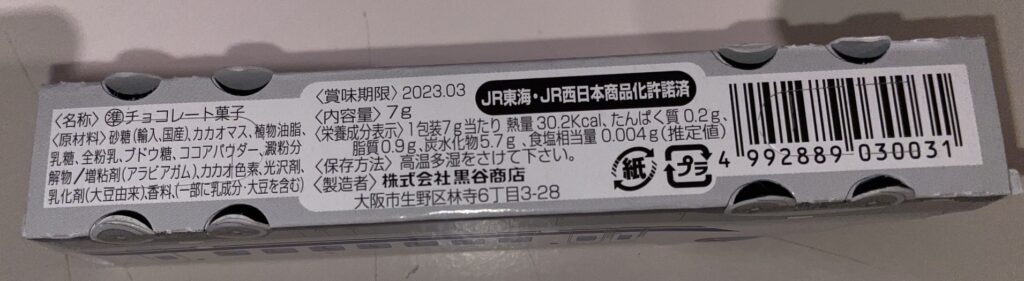 〈名称〉㊟チョコレート菓子
〈原材料〉砂糖(輸入、国産)、カカオマス、植物油脂、
乳糖、全粉乳、ブドウ糖、ココアパウダー、澱粉分
解物/増粘剤(アラビアガム)、カカオ色素、光沢剤、
乳化剤(大豆由来)、香料、(一部に乳成分・大豆を含む)
〈賞味期限〉2023.03
〈内容量〉7g
〈栄養成分表示〉1包装7g当たり 熱量30.2Kcal、たんぱく質0.2g、
脂質0.9g、炭水化物5.7g、食塩相当量0.004g(推定値)
〈保存方法〉高温多湿をさけて下さい。
〈製造者〉株式会社黒谷商店
大阪市生野区林寺6丁目3-28
JR東海・JR西日本商品化許諾済
紙
プラ
4 992889 030031